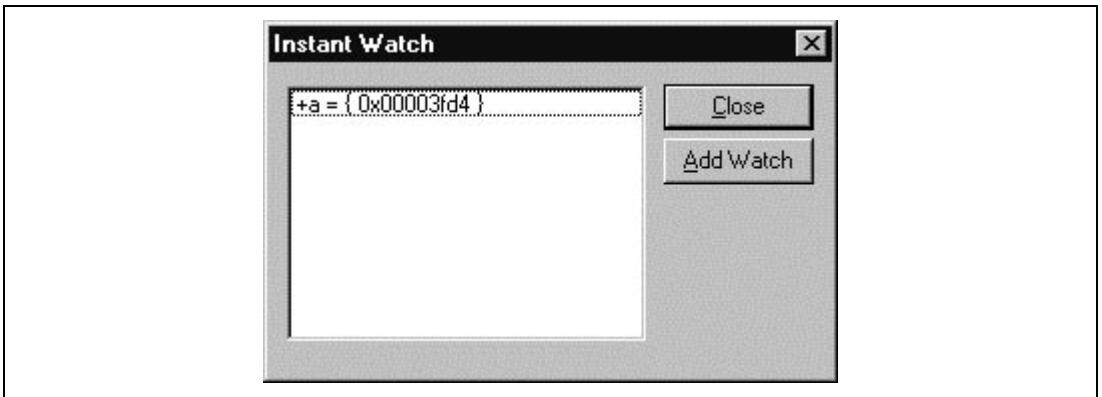 Instant Watch
+a = { 0x00003fd4 }
Close
Add Watch